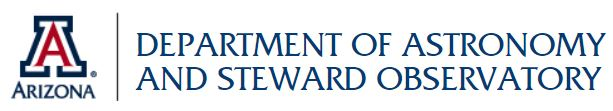 A®
ARIZONA
DEPARTMENT OF ASTRONOMY
AND STEWARD OBSERVATORY